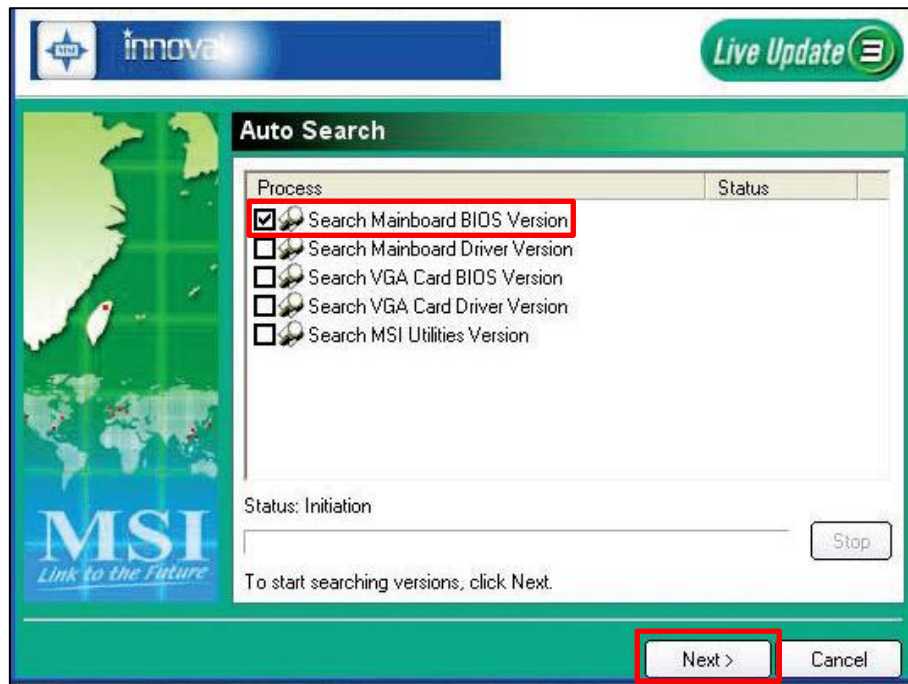 MSI
innova
Live Update 3
Auto Search
Process Status
Search Mainboard BIOS Version
Search Mainboard Driver Version
Search VGA Card BIOS Version
Search VGA Card Driver Version
Search MSI Utilities Version
Status: Initiation
Stop
To start searching versions, click Next.
MSI
Link to the Future
Next > Cancel